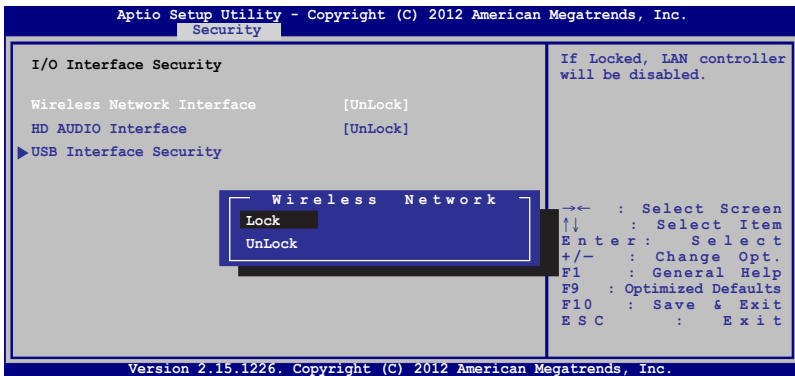 Aptio Setup Utility - Copyright (C) 2012 American Megatrends, Inc.
Security
I/O Interface Security
Wireless Network Interface [UnLock]
HD AUDIO Interface [UnLock]
USB Interface Security
Wireless Network
Lock
UnLock
If Locked, LAN controller
will be disabled.
→← : Select Screen
↑↓ : Select Item
Enter: Select
+/— : Change Opt.
F1 : General Help
F9 : Optimized Defaults
F10 : Save & Exit
ESC : Exit
Version 2.15.1226. Copyright (C) 2012 American Megatrends, Inc.